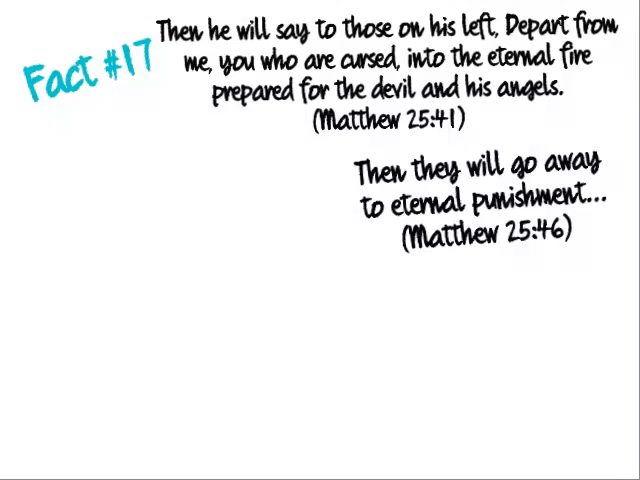 Fact #17
Then he will say to those on his left, Depart from
me, you who are cursed, into the eternal fire
prepared for the devil and his angels.
(Matthew 25:41)
Then they will go away
to eternal punishment...
(Matthew 25:46)